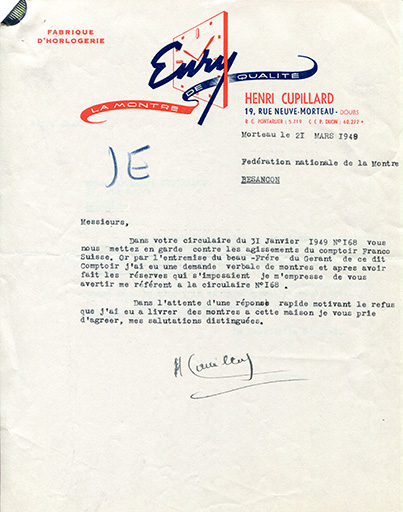 FABRIQUE
D'HORLOGERIE
Enry
LA MONTRE DE QUALITÉ
HENRI CUPILLARD
19, RUE NEUVE-MORTEAU - DOUBS
R. C. PONTARLIER : 5.719 C. C. P. DIJON : 40.277
Morteau le 21 MARS 1949
JE
Fedération nationale de la Montre
BESANCON
Messieurs,
Dans votre circulaire du 31 Janvier 1949 N°168 vous
nous mettez en garde contre les agissements du comptoir Franco
Suisse. Or par l'entremise du beau -Frére du Gerant de ce dit
Comptoir j'ai eu une demande verbale de montres et apres avoir
fait les réserves qui s'imposaient je m'empresse de vous
avertir me référent a la circulaire N°168 .
Dans l'attente d'une réponse rapide motivant le refus
que j'ai eu a livrer des montres a cette maison je vous prie
d'agreer, mes salutations distinguées.
H Cupillard